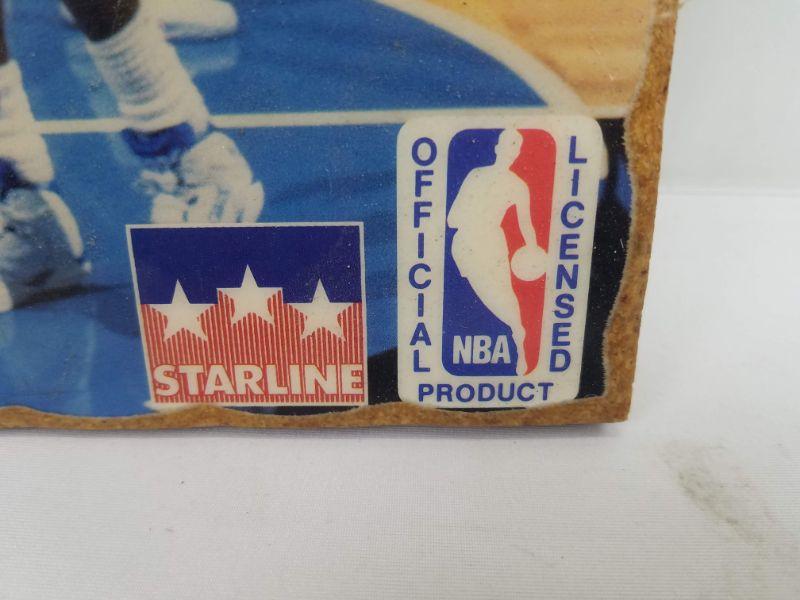 STARLINE
OFFICIAL
LICENSED
NBA
PRODUCT